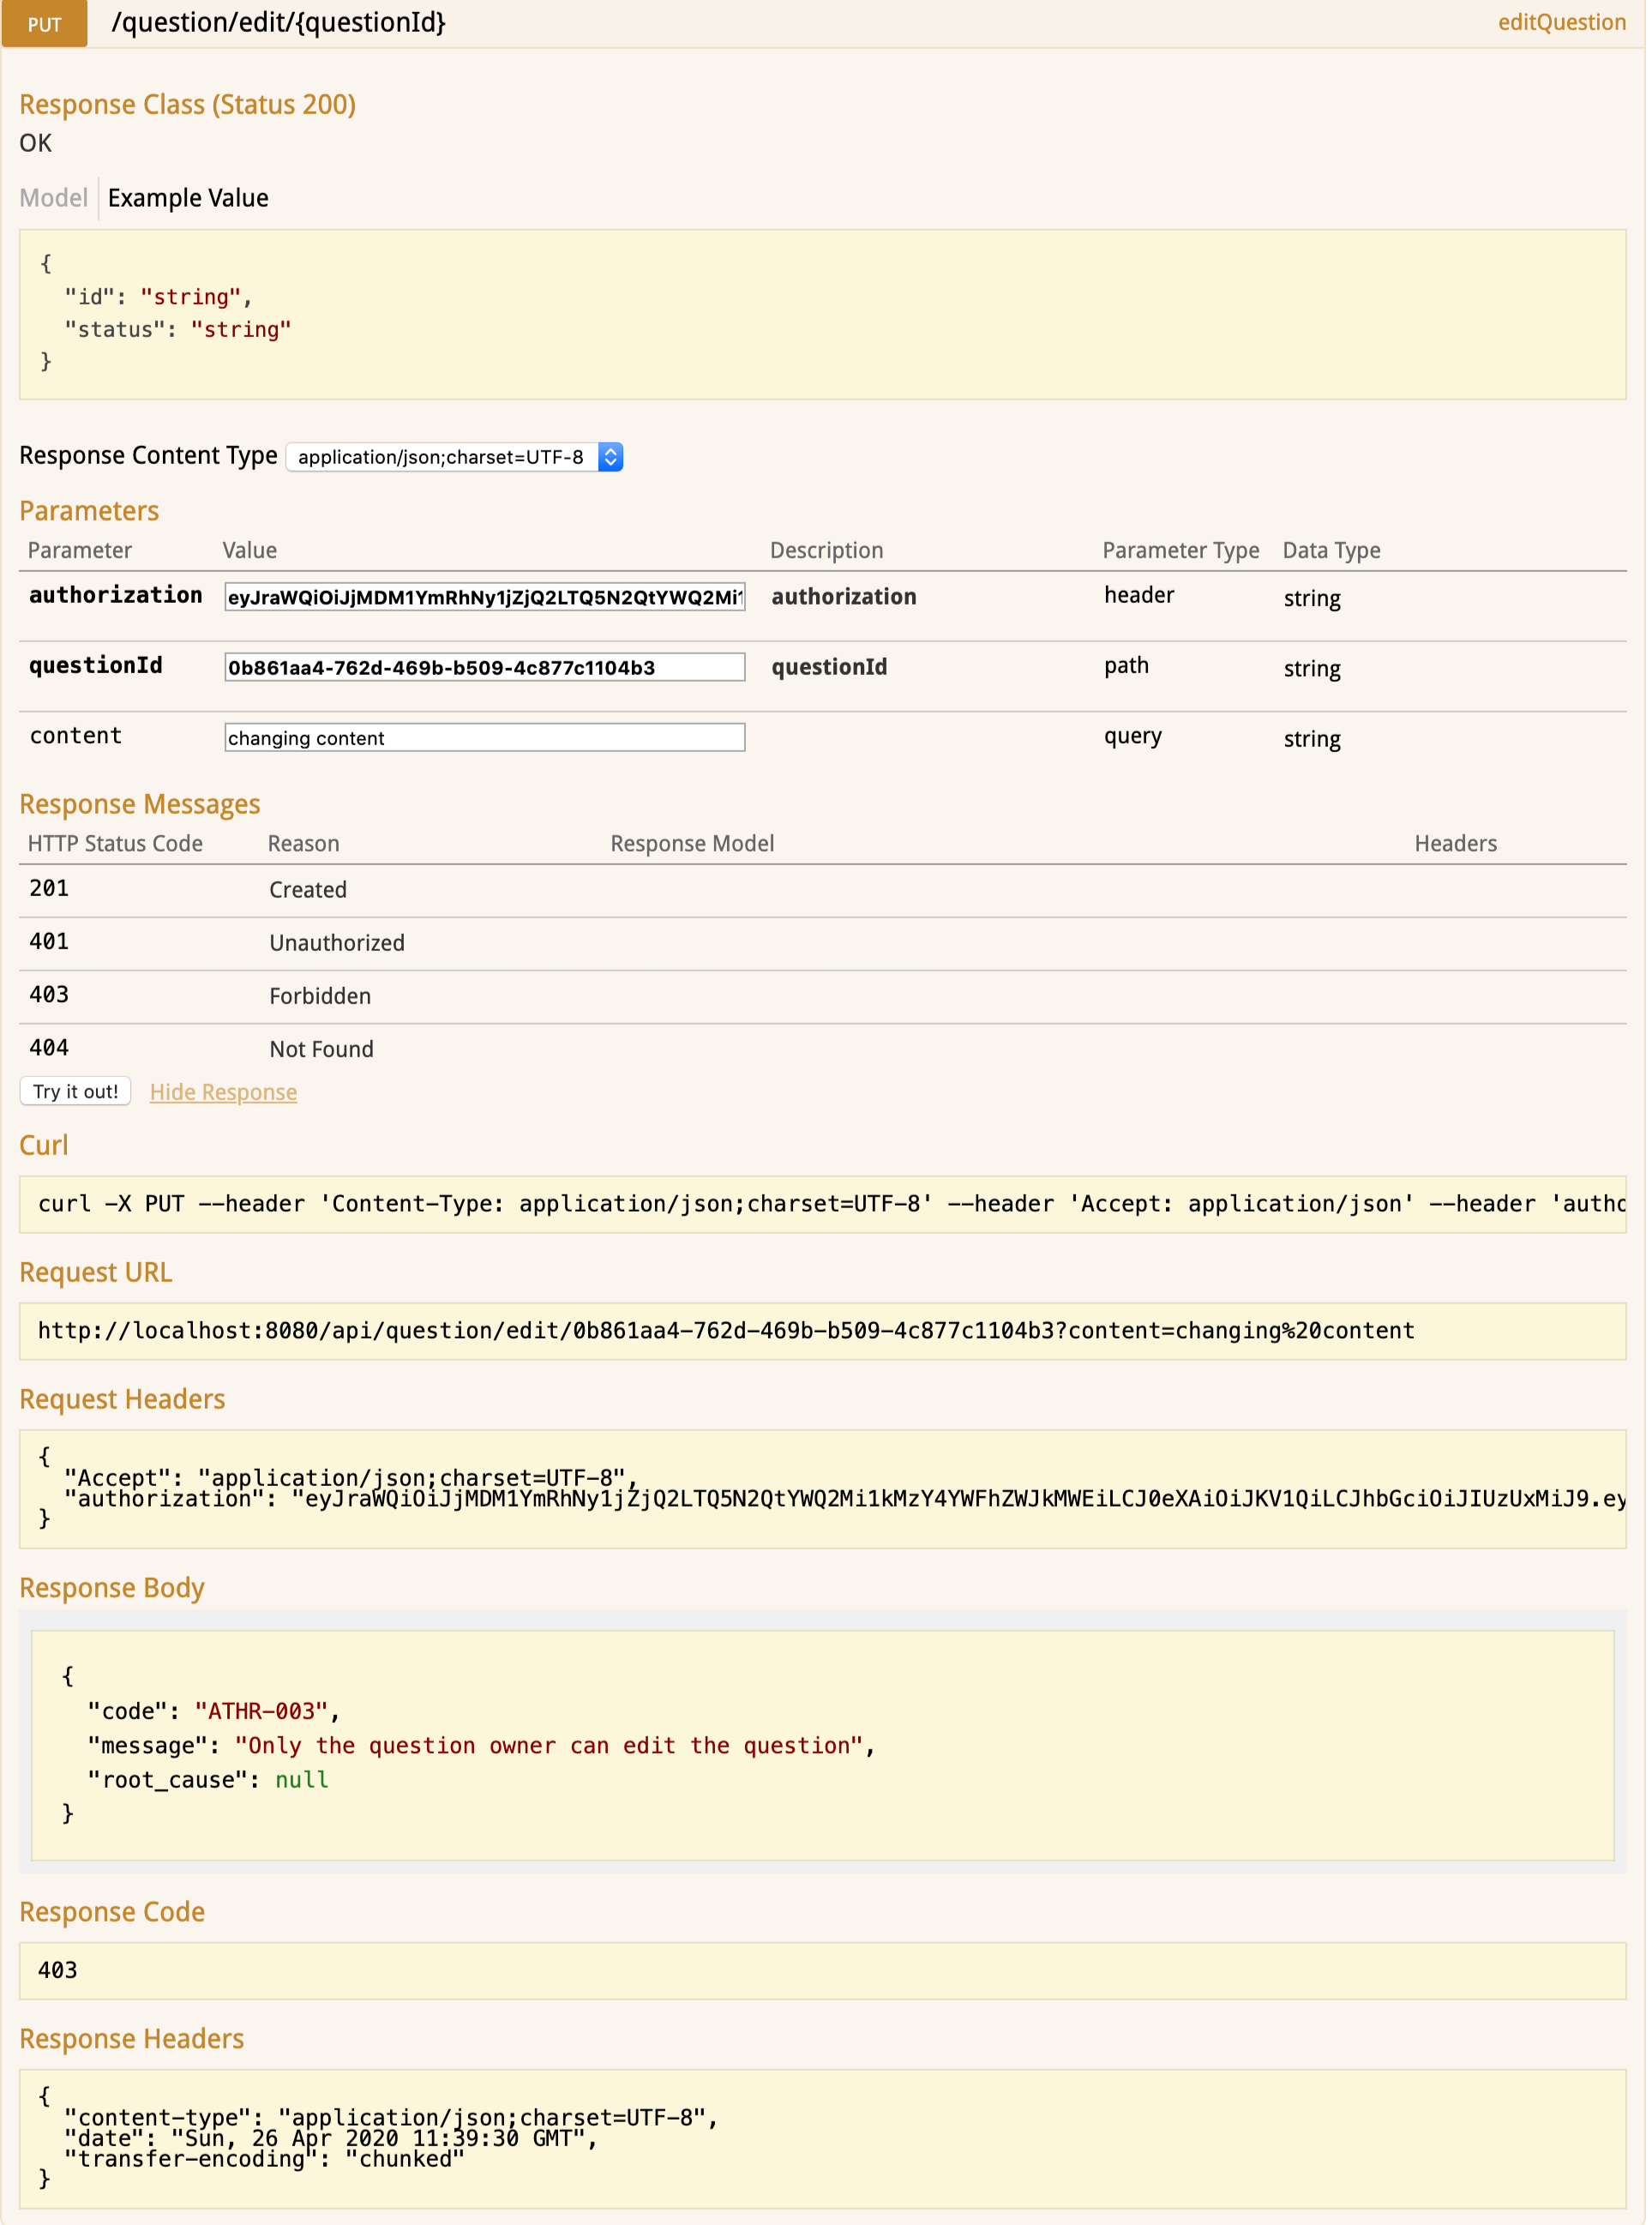 PUT /question/edit/{questionId} editQuestion
Response Class (Status 200)
OK
Model Example Value
{
"id": "string",
"status": "string"
}
Response Content Type application/json;charset=UTF-8
Parameters
Parameter Value Description Parameter Type Data Type
authorization eyJraWQiOiJjMDM1YmRhNy1jZjQ2LTQ5N2QtYWQ2Mi1 authorization header string
questionId 0b861aa4-762d-469b-b509-4c877c1104b3 questionId path string
content changing content query string
Response Messages
HTTP Status Code Reason Response Model Headers
201 Created
401 Unauthorized
403 Forbidden
404 Not Found
Try it out! Hide Response
Curl
curl -X PUT --header 'Content-Type: application/json;charset=UTF-8' --header 'Accept: application/json' --header 'autho
Request URL
http://localhost:8080/api/question/edit/0b861aa4-762d-469b-b509-4c877c1104b3?content=changing%20content
Request Headers
{
"Accept": "application/json;charset=UTF-8",
"authorization": "eyJraWQiOiJjMDM1YmRhNy1jZjQ2LTQ5N2QtYWQ2Mi1kMzY4YWFhZWJkMWEiLCJ0eXAiOiJKV1QiLCJhbGciOiJIUzUxMiJ9.ey
}
Response Body
{
"code": "ATHR-003",
"message": "Only the question owner can edit the question",
"root_cause": null
}
Response Code
403
Response Headers
{
"content-type": "application/json;charset=UTF-8",
"date": "Sun, 26 Apr 2020 11:39:30 GMT",
"transfer-encoding": "chunked"
}